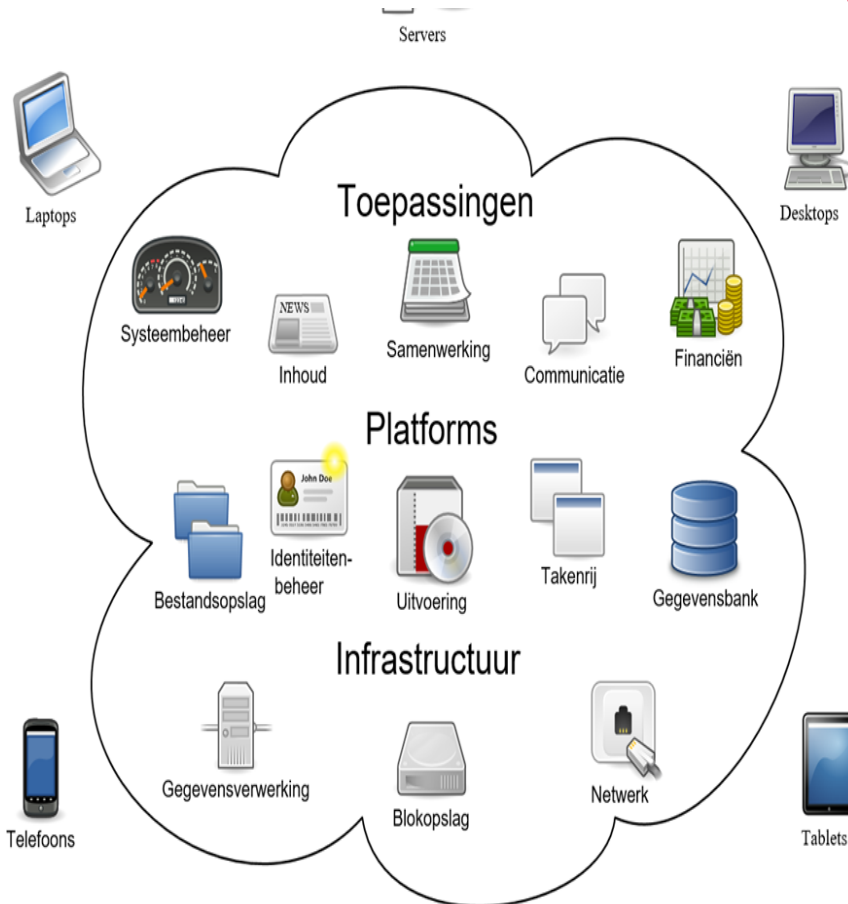 Servers
Laptops
Desktops
Toepassingen
Systeembeheer
NEWS
Inhoud
Samenwerking
Communicatie
Financiën
Platforms
John Doe
Bestandsopslag
Identiteiten-
beheer
Uitvoering
Takenrij
Gegevensbank
Infrastructuur
Gegevensverwerking
Blokopslag
Netwerk
Telefoons
Tablets